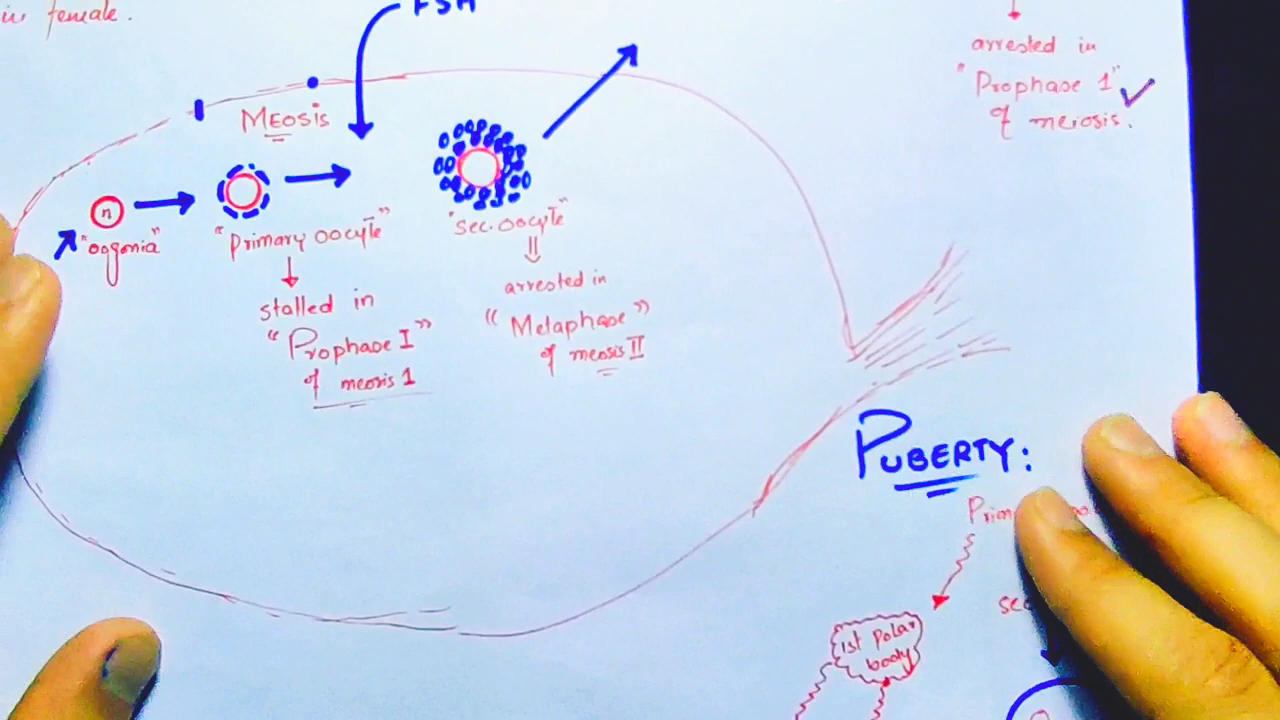 in female.
FSH
arrested in
"Prophase 1"
of meiosis.
MEOSIS
n
"oogonia"
"Primary oocyte"
"sec. oocyte"
stalled in
"Prophase I"
of meosis 1
arrested in
"Metaphase"
of meosis II
PUBERTY:
1st Polar
body